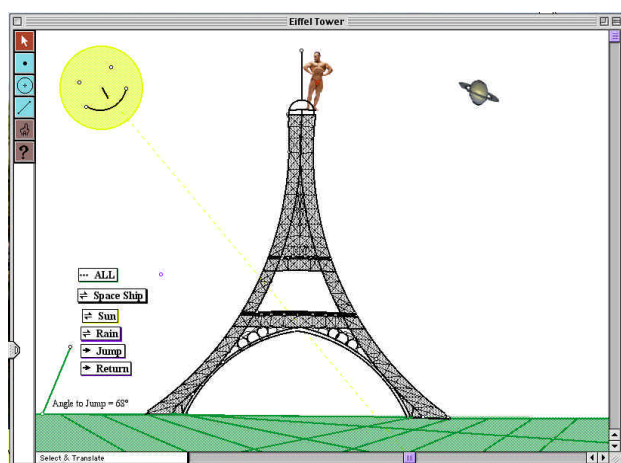 Eiffel Tower
?
ALL
Space Ship
Sun
Rain
Jump
Return
Angle to Jump = 68°
Select & Translate